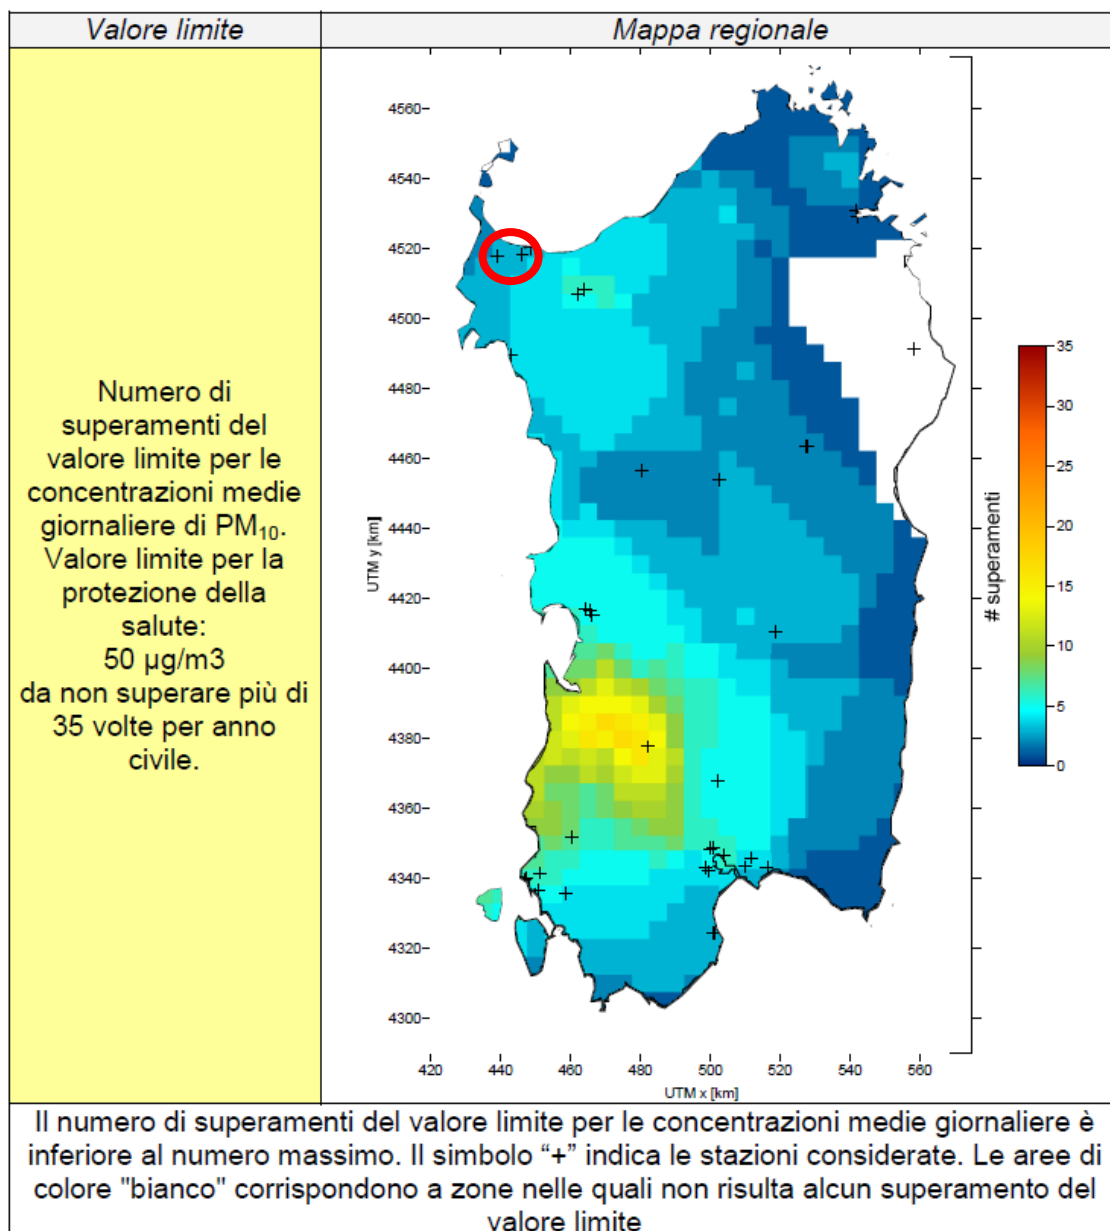 Valore limite
Mappa regionale
Numero di
superamenti del
valore limite per le
concentrazioni medie
giornaliere di PM₁₀.
Valore limite per la
protezione della
salute:
50 µg/m3
da non superare più di
35 volte per anno
civile.
4560
4540
4520
4500
4480
4460
4440
4420
4400
4380
4360
4340
4320
4300
UTM y [km]
420 440 460 480 500 520 540 560
UTM x [km]
# superamenti
35
30
25
20
15
10
5
0
Il numero di superamenti del valore limite per le concentrazioni medie giornaliere è
inferiore al numero massimo. Il simbolo “+” indica le stazioni considerate. Le aree di
colore "bianco" corrispondono a zone nelle quali non risulta alcun superamento del
valore limite